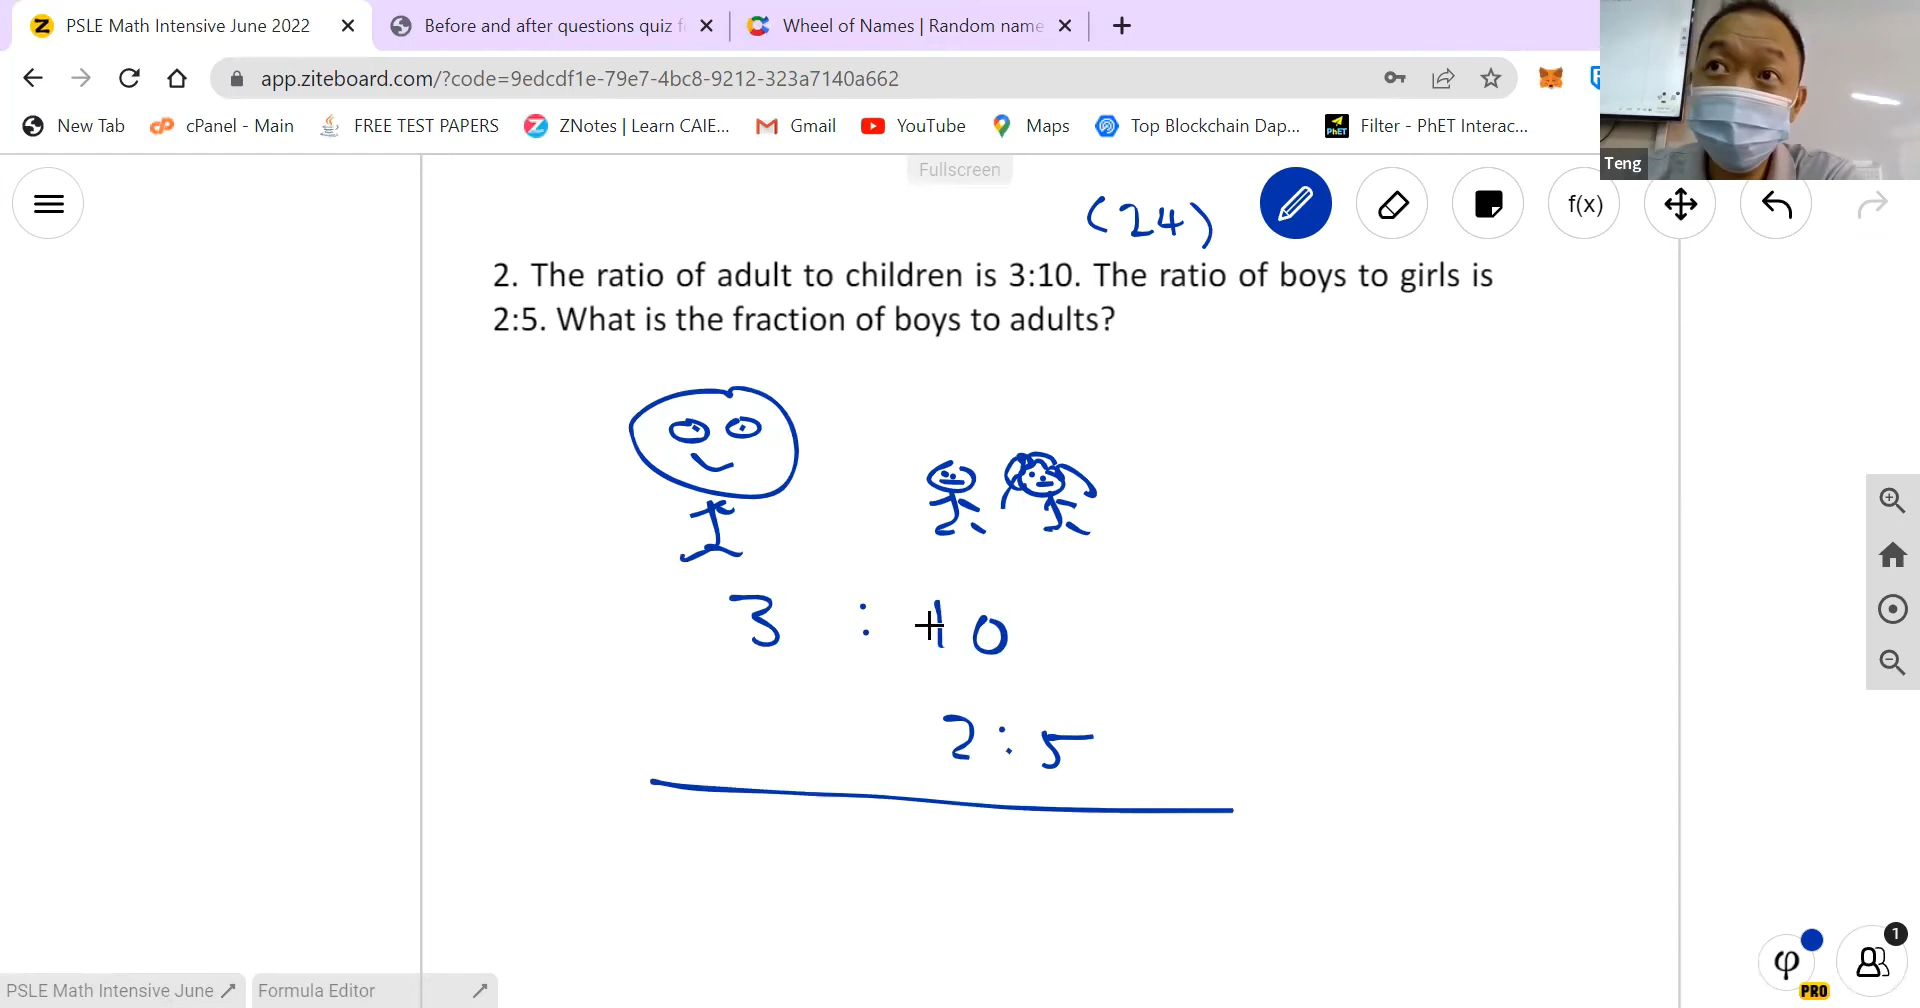 PSLE Math Intensive June 2022
Before and after questions quiz f
Wheel of Names | Random name
app.ziteboard.com/?code=9edcdf1e-79e7-4bc8-9212-323a7140a662
New Tab
cPanel - Main
FREE TEST PAPERS
ZNotes | Learn CAIE...
Gmail
YouTube
Maps
Top Blockchain Dap...
PhET
Filter - PhET Interac...
Teng
Fullscreen
f(x)
(24)
2. The ratio of adult to children is 3:10. The ratio of boys to girls is
2:5. What is the fraction of boys to adults?
3 : 10
2 : 5
1
φ
PRO
PSLE Math Intensive June
Formula Editor